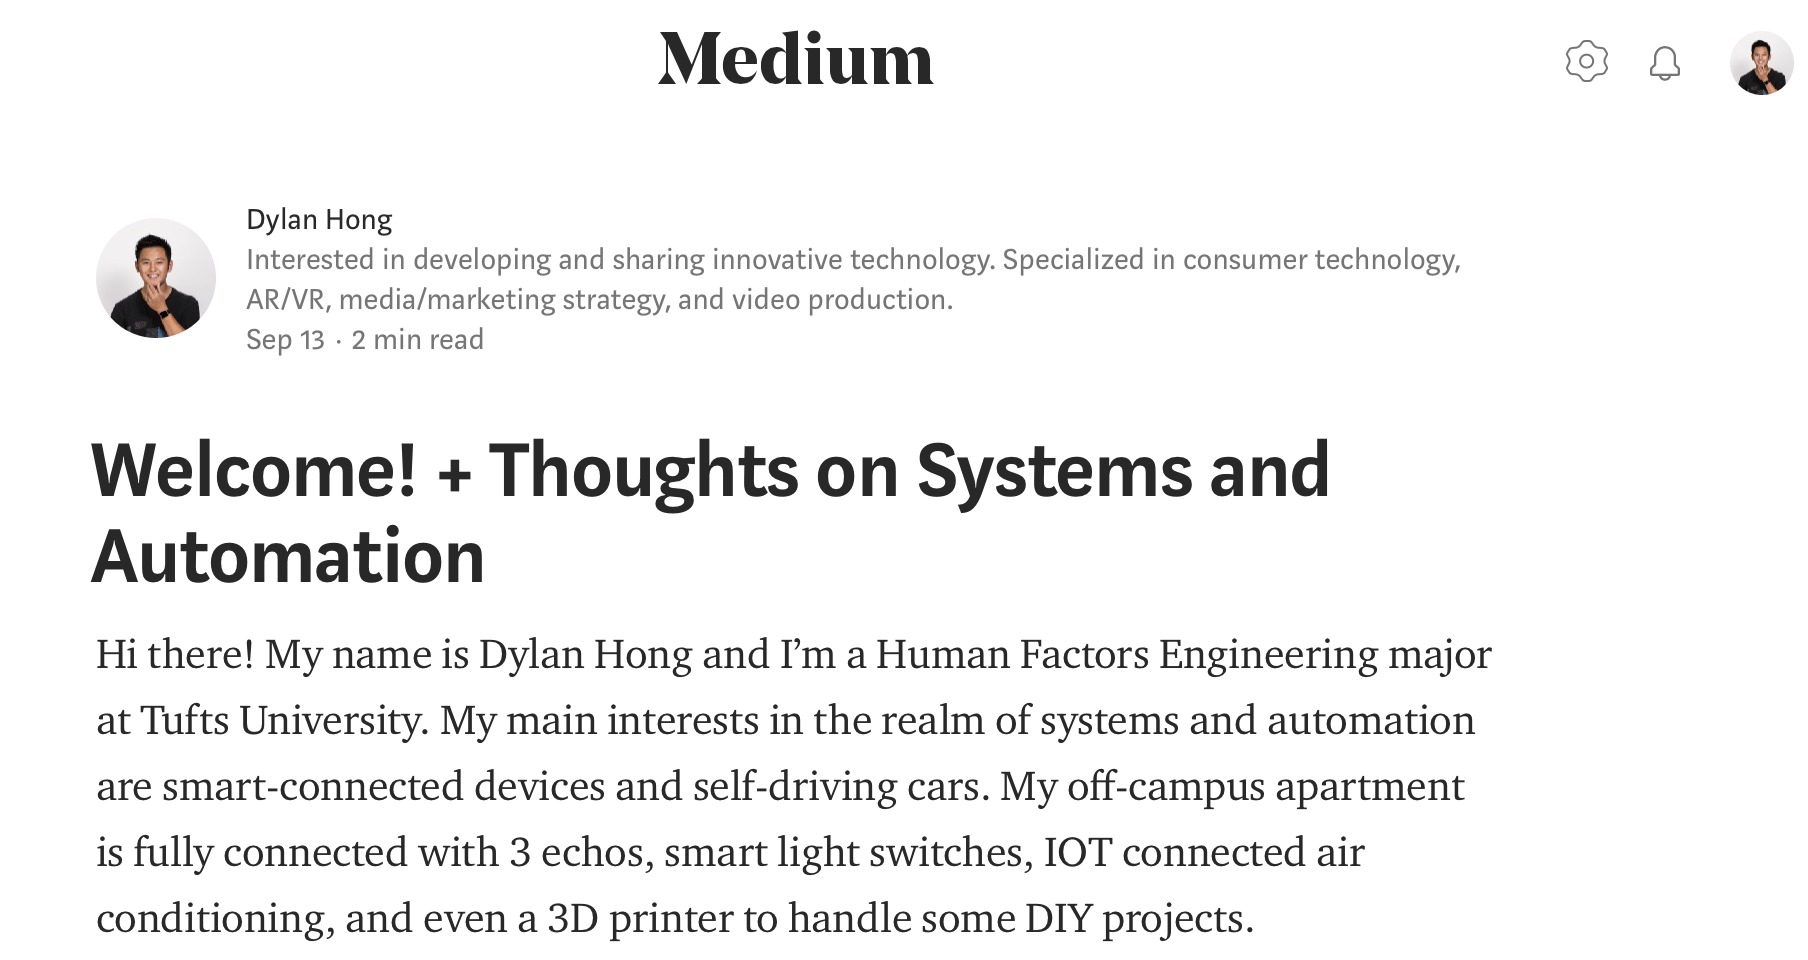 Medium
Dylan Hong
Interested in developing and sharing innovative technology. Specialized in consumer technology,
AR/VR, media/marketing strategy, and video production.
Sep 13 · 2 min read
Welcome! + Thoughts on Systems and
Automation
Hi there! My name is Dylan Hong and I’m a Human Factors Engineering major
at Tufts University. My main interests in the realm of systems and automation
are smart-connected devices and self-driving cars. My off-campus apartment
is fully connected with 3 echos, smart light switches, IOT connected air
conditioning, and even a 3D printer to handle some DIY projects.